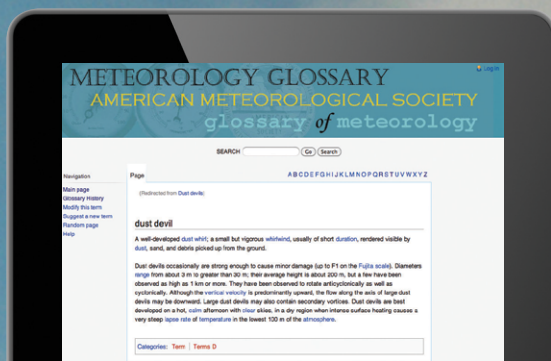 METEOROLOGY GLOSSARY
AMERICAN METEOROLOGICAL SOCIETY
glossary of meteorology
Log in
SEARCH Go Search
Navigation
Main page
Glossary History
Modify this term
Suggest a new term
Random page
Help
Page
A B C D E F G H I J K L M N O P Q R S T U V W X Y Z
(Redirected from Dust devils)
dust devil
A well-developed dust whirl; a small but vigorous whirlwind, usually of short duration, rendered visible by
dust, sand, and debris picked up from the ground.
Dust devils occasionally are strong enough to cause minor damage (up to F1 on the Fujita scale). Diameters
range from about 3 m to greater than 30 m; their average height is about 200 m, but a few have been
observed as high as 1 km or more. They have been observed to rotate anticyclonically as well as
cyclonically. Although the vertical velocity is predominantly upward, the flow along the axis of large dust
devils may be downward. Large dust devils may also contain secondary vortices. Dust devils are best
developed on a hot, calm afternoon with clear skies, in a dry region when intense surface heating causes a
very steep lapse rate of temperature in the lowest 100 m of the atmosphere.
Categories: Term | Terms D